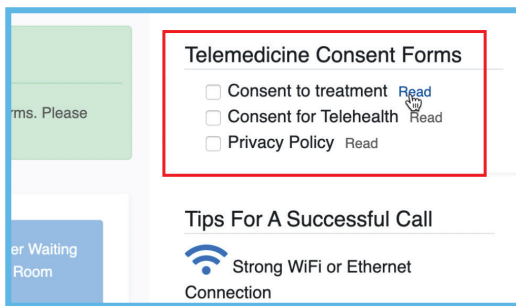 Telemedicine Consent Forms
Consent to treatment Read
Consent for Telehealth Read
Privacy Policy Read
rms. Please
Tips For A Successful Call
Strong WiFi or Ethernet
Connection
er Waiting
Room